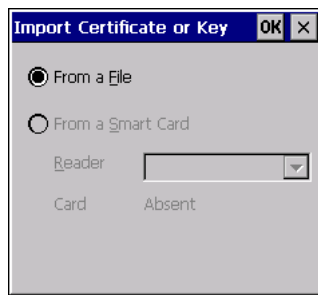 Import Certificate or Key OK ×
From a File
From a Smart Card
Reader
Card Absent